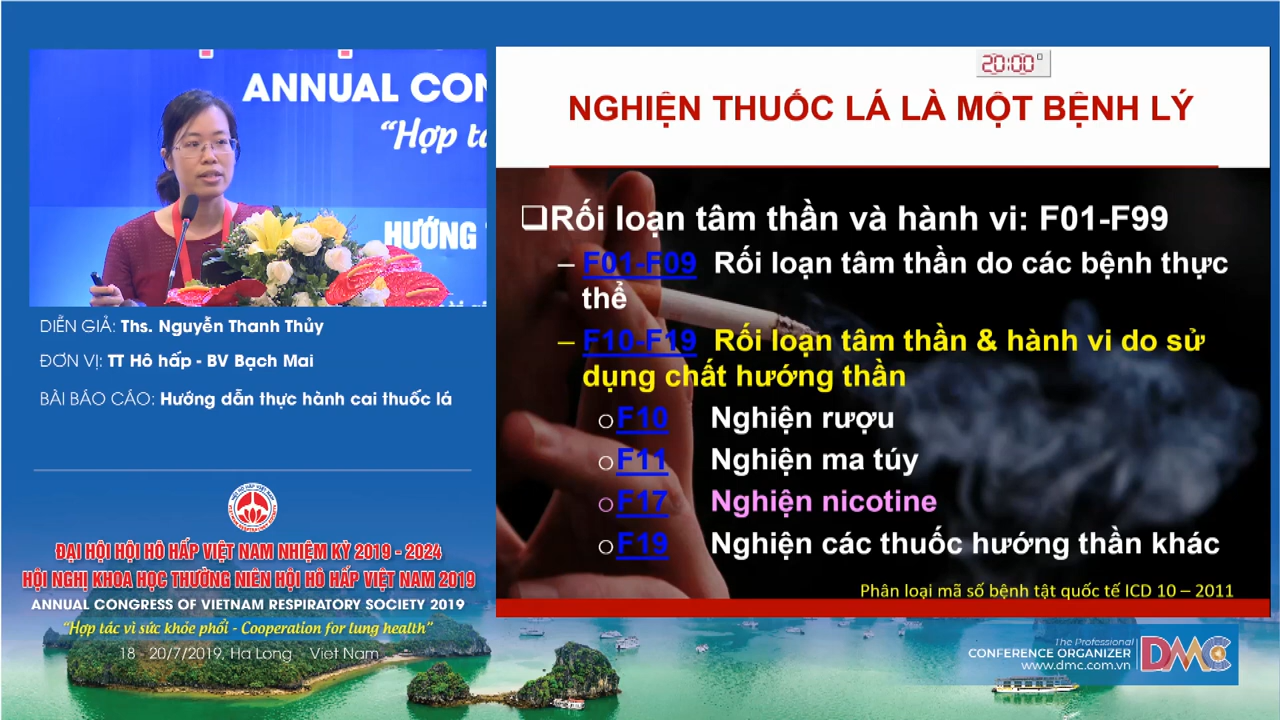 ANNUAL CON
“Hợp tá
HƯỚNG
DIỄN GIẢ: Ths. Nguyễn Thanh Thủy
ĐƠN VỊ: TT Hô hấp - BV Bạch Mai
BÀI BÁO CÁO: Hướng dẫn thực hành cai thuốc lá
ĐẠI HỘI HỘI HÔ HẤP VIỆT NAM NHIỆM KỲ 2019 - 2024
HỘI NGHỊ KHOA HỌC THƯỜNG NIÊN HỘI HÔ HẤP VIỆT NAM 2019
ANNUAL CONGRESS OF VIETNAM RESPIRATORY SOCIETY 2019
“Hợp tác vì sức khỏe phổi - Cooperation for lung health”
18 - 20/7/2019, Ha Long Viet Nam
20:00
NGHIỆN THUỐC LÁ LÀ MỘT BỆNH LÝ
❑Rối loạn tâm thần và hành vi: F01-F99
– F01-F09 Rối loạn tâm thần do các bệnh thực
thể
– F10-F19 Rối loạn tâm thần & hành vi do sử
dụng chất hướng thần
○F10 Nghiện rượu
○F11 Nghiện ma túy
○F17 Nghiện nicotine
○F19 Nghiện các thuốc hướng thần khác
Phân loại mã số bệnh tật quốc tế ICD 10 – 2011
The Professional
CONFERENCE ORGANIZER
www.dmc.com.vn
DMC